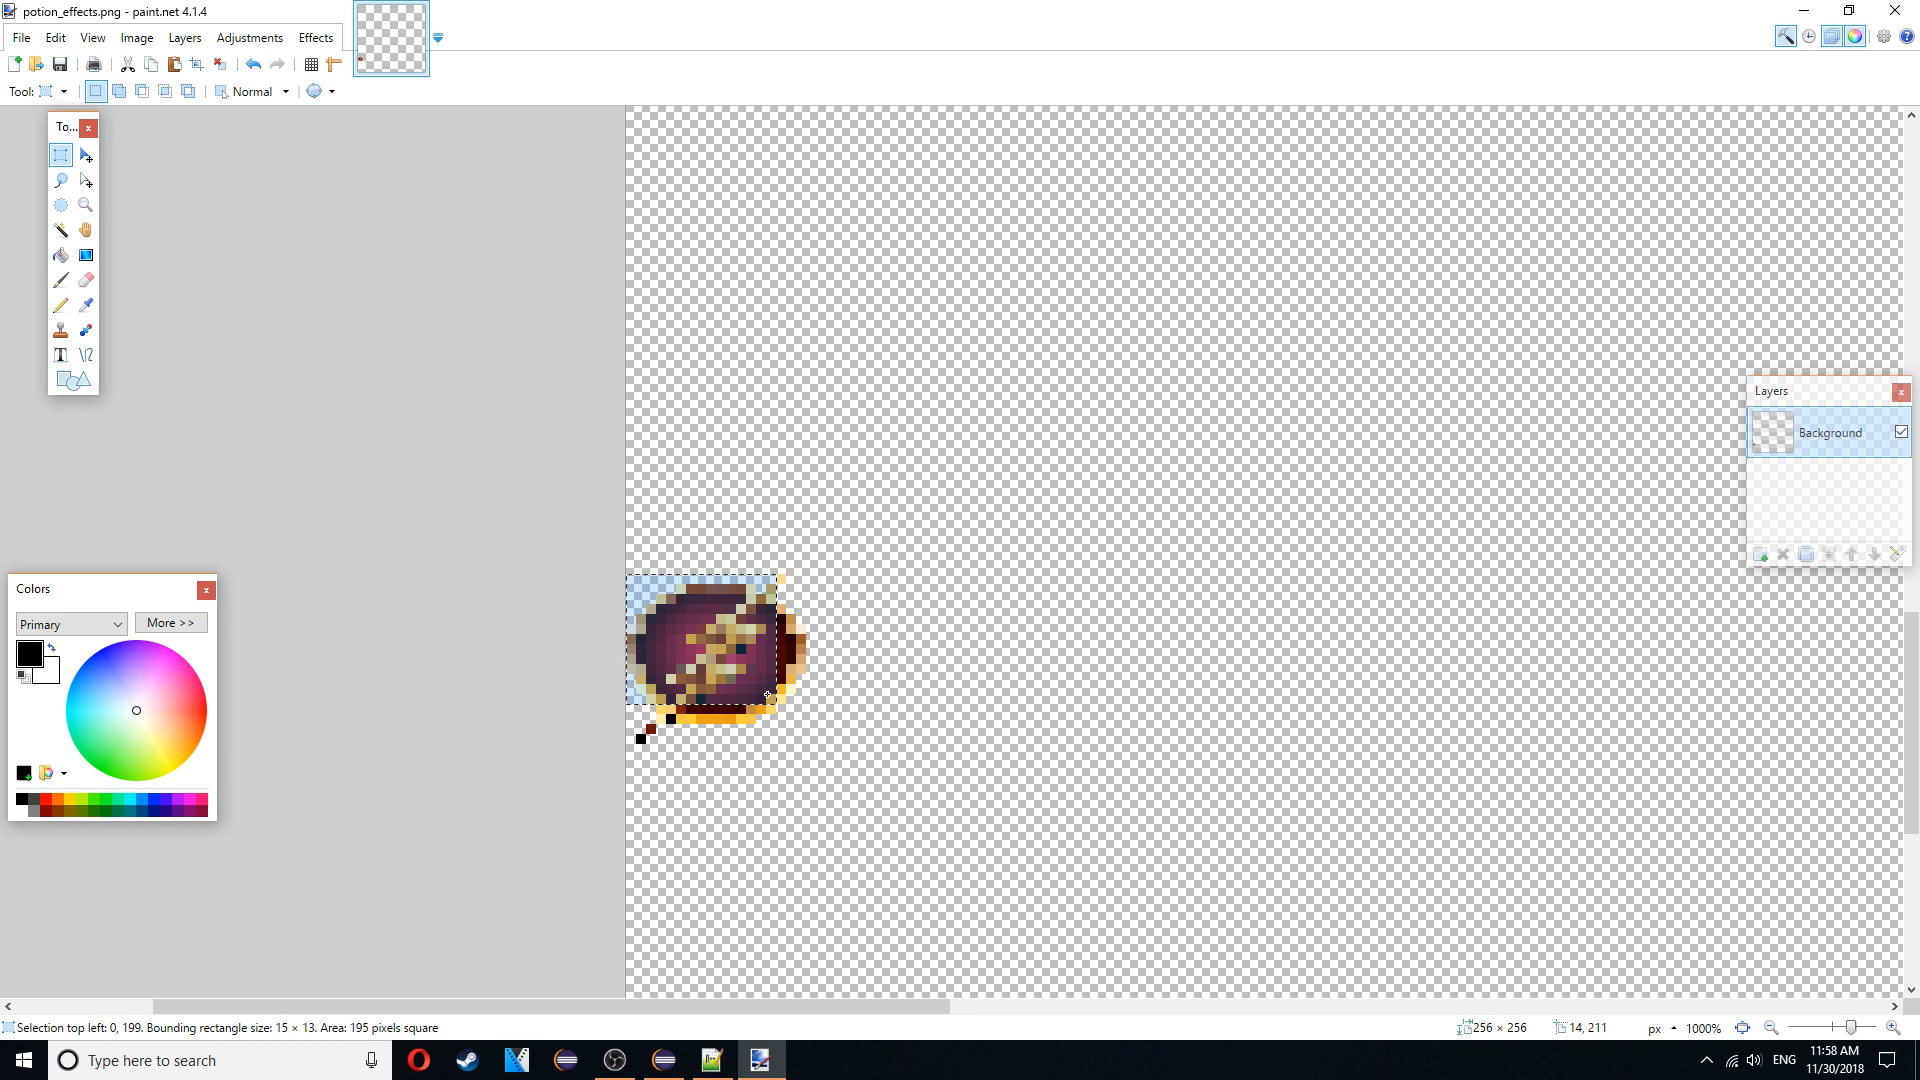 potion_effects.png - paint.net 4.1.4
File Edit View Image Layers Adjustments Effects
Tool: Normal
To...
Layers
Background
Colors
Primary
More >>
Selection top left: 0, 199. Bounding rectangle size: 15 × 13. Area: 195 pixels square
256 × 256
14, 211
px
1000%
Type here to search
ENG
11:58 AM
11/30/2018